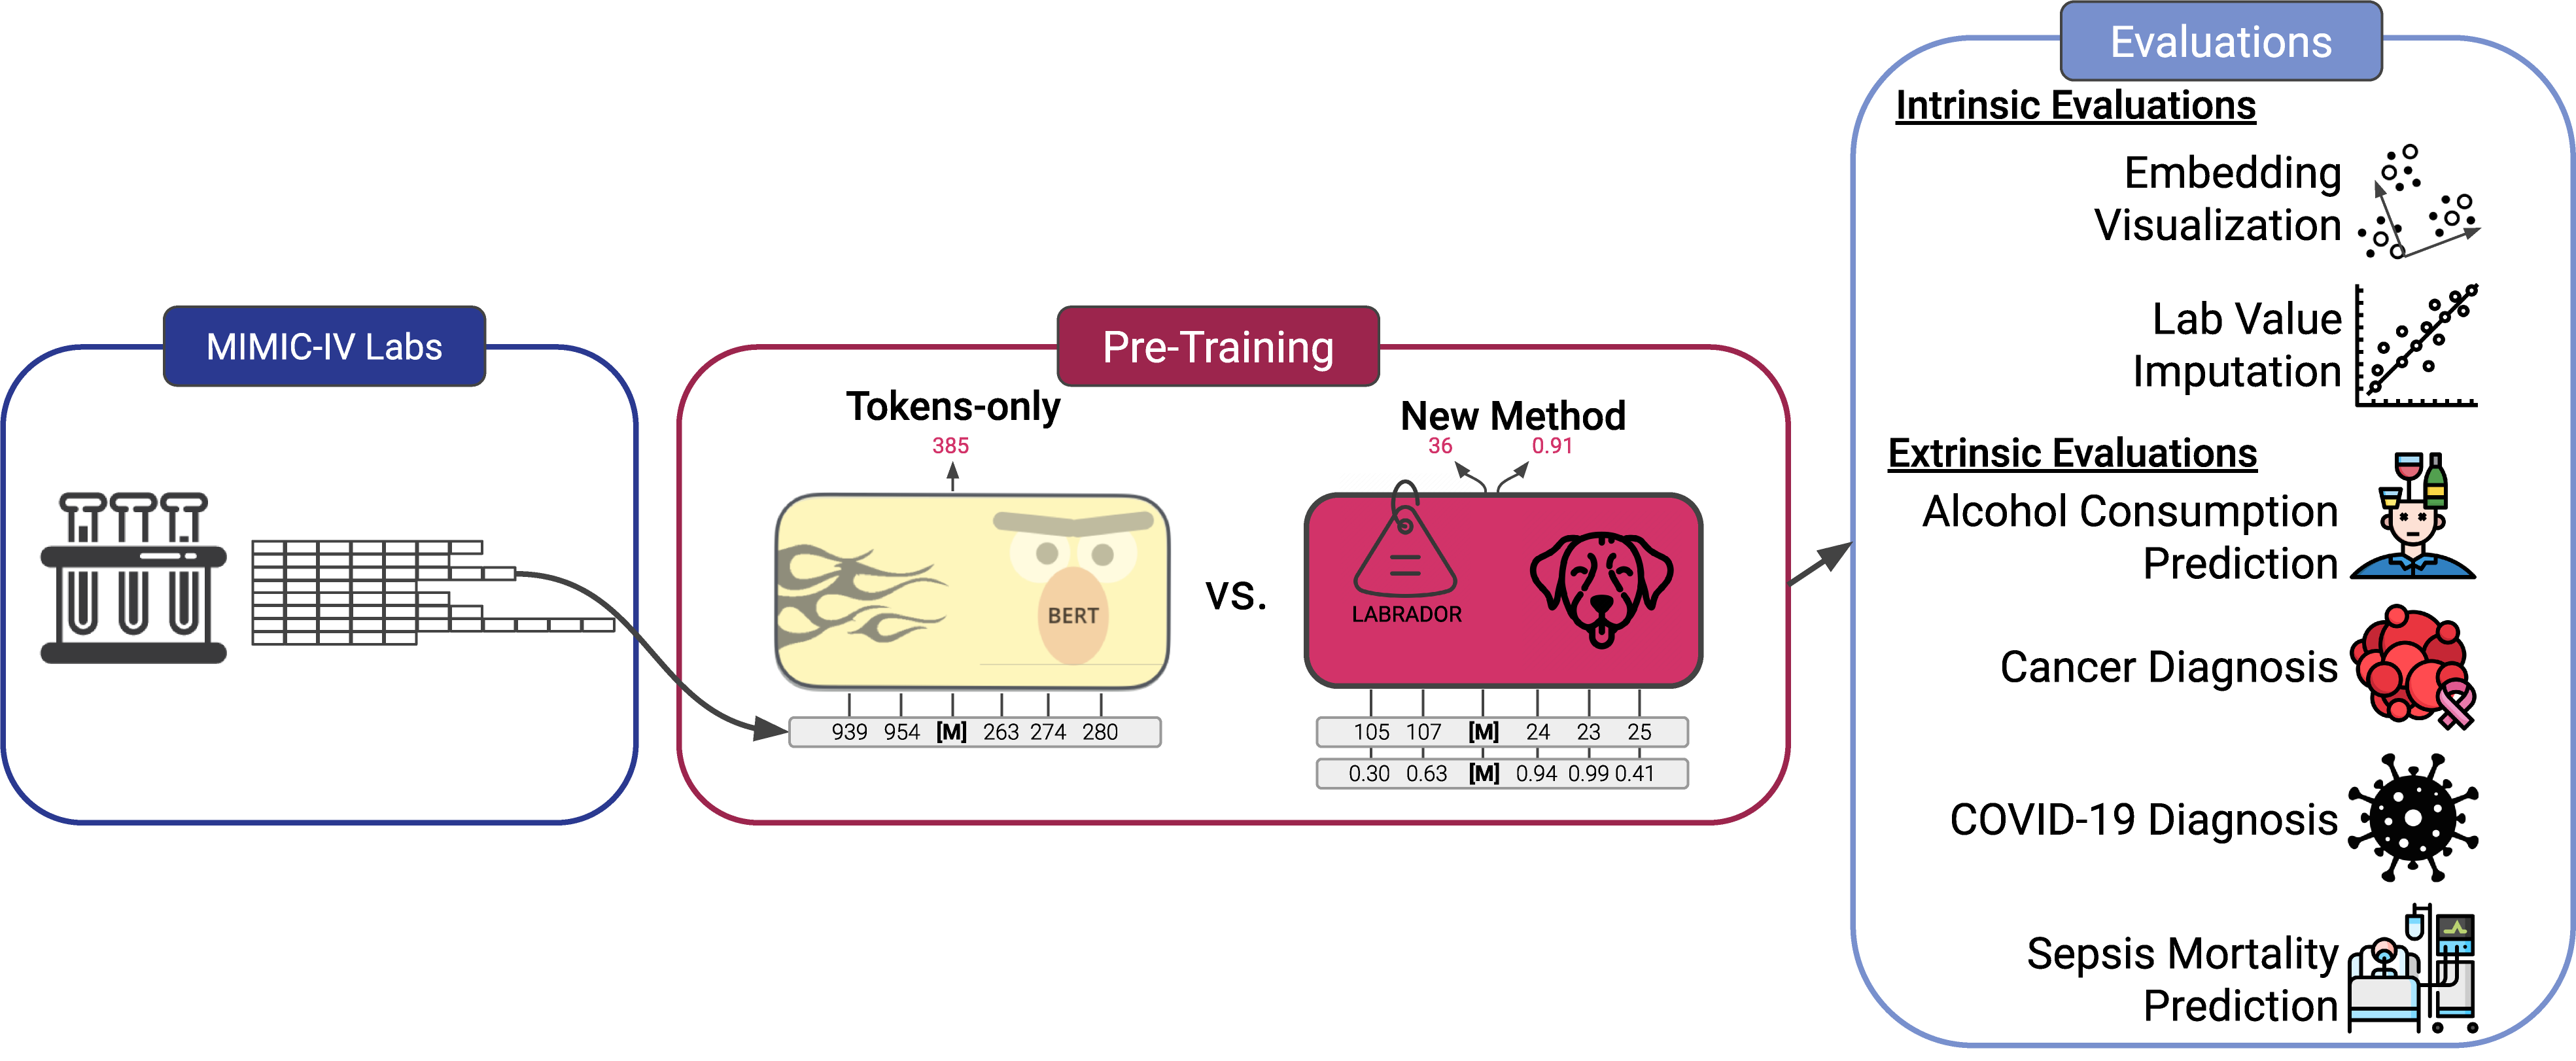 MIMIC-IV Labs
Pre-Training
Tokens-only
385
BERT
939 954 [M] 263 274 280
vs.
New Method
36 0.91
LABRADOR
105 107 [M] 24 23 25
0.30 0.63 [M] 0.94 0.99 0.41
Evaluations
Intrinsic Evaluations
Embedding
Visualization
Lab Value
Imputation
Extrinsic Evaluations
Alcohol Consumption
Prediction
Cancer Diagnosis
COVID-19 Diagnosis
Sepsis Mortality
Prediction